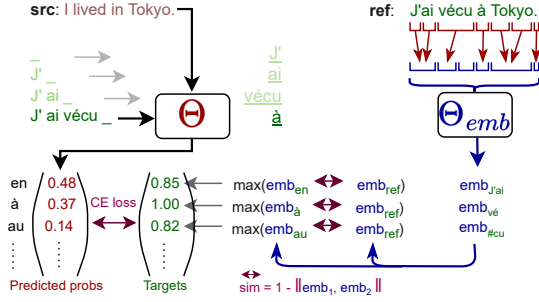 src: I lived in Tokyo.
ref: J'ai vécu à Tokyo.
_
J' _
J' ai _
J' ai vécu _
Θ
J'
ai
vécu
à
Θemb
en 0.48 0.85 max(emben embref) embJ'ai
à 0.37 CE loss 1.00 max(embà embref) embvé
au 0.14 0.82 max(embau embref) emb#cu
Predicted probs Targets
sim = 1 - ||emb1, emb2 ||